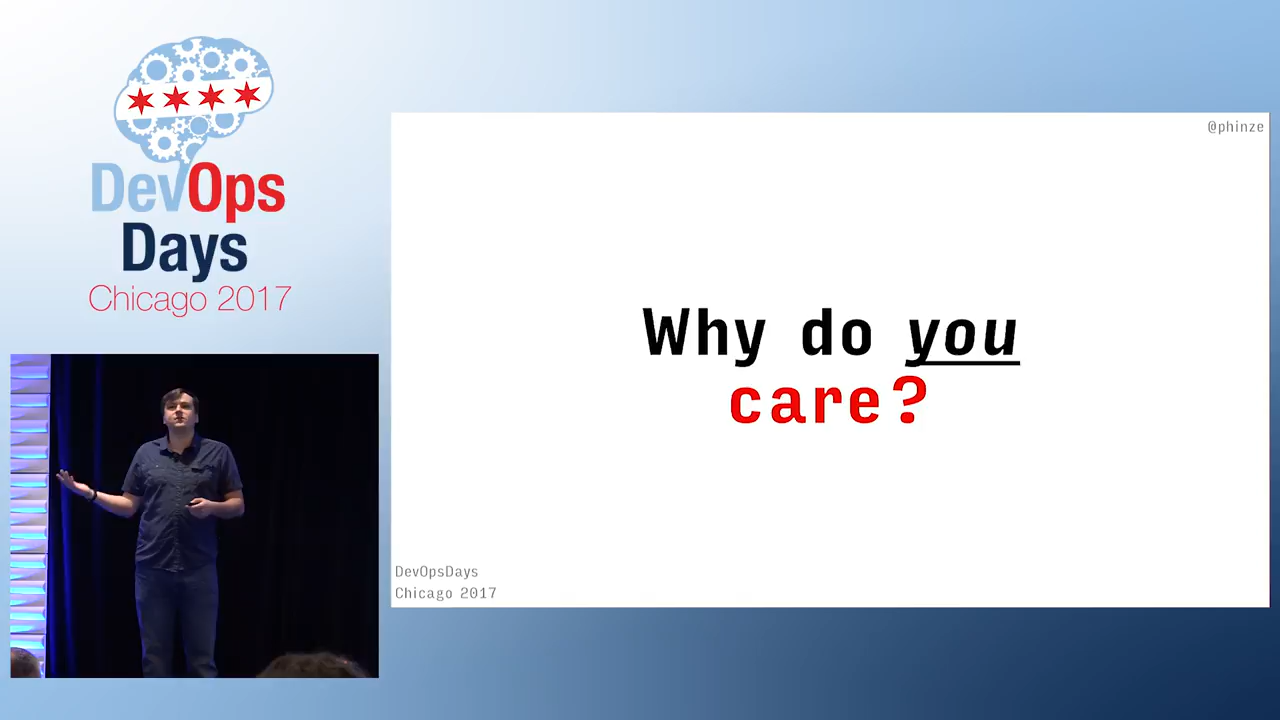 DevOps
Days
Chicago 2017
@phinze
Why do you
care?
DevOpsDays
Chicago 2017